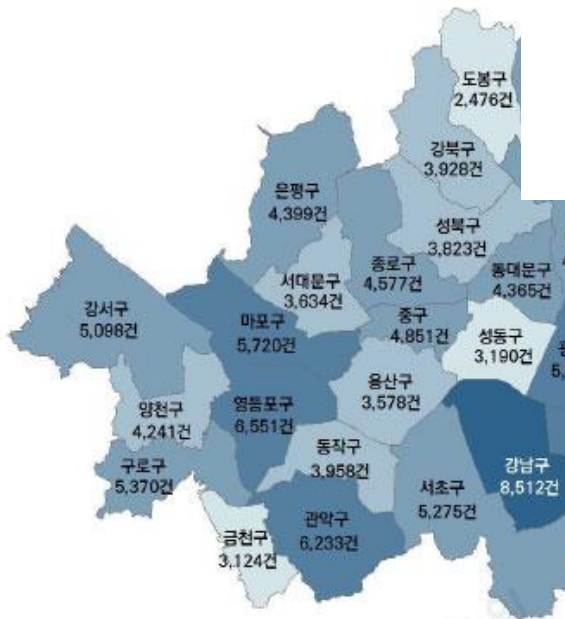 도봉구
2,476건
강북구
3,928건
은평구
4,399건
성북구
3,823건
서대문구
3,634건
종로구
4,577건
동대문구
4,365건
강서구
5,098건
마포구
5,720건
중구
4,851건
성동구
3,190건
5,
양천구
4,241건
영등포구
6,551건
용산구
3,578건
구로구
5,370건
동작구
3,958건
서초구
5,275건
강남구
8,512건
금천구
3,124건
관악구
6,233건